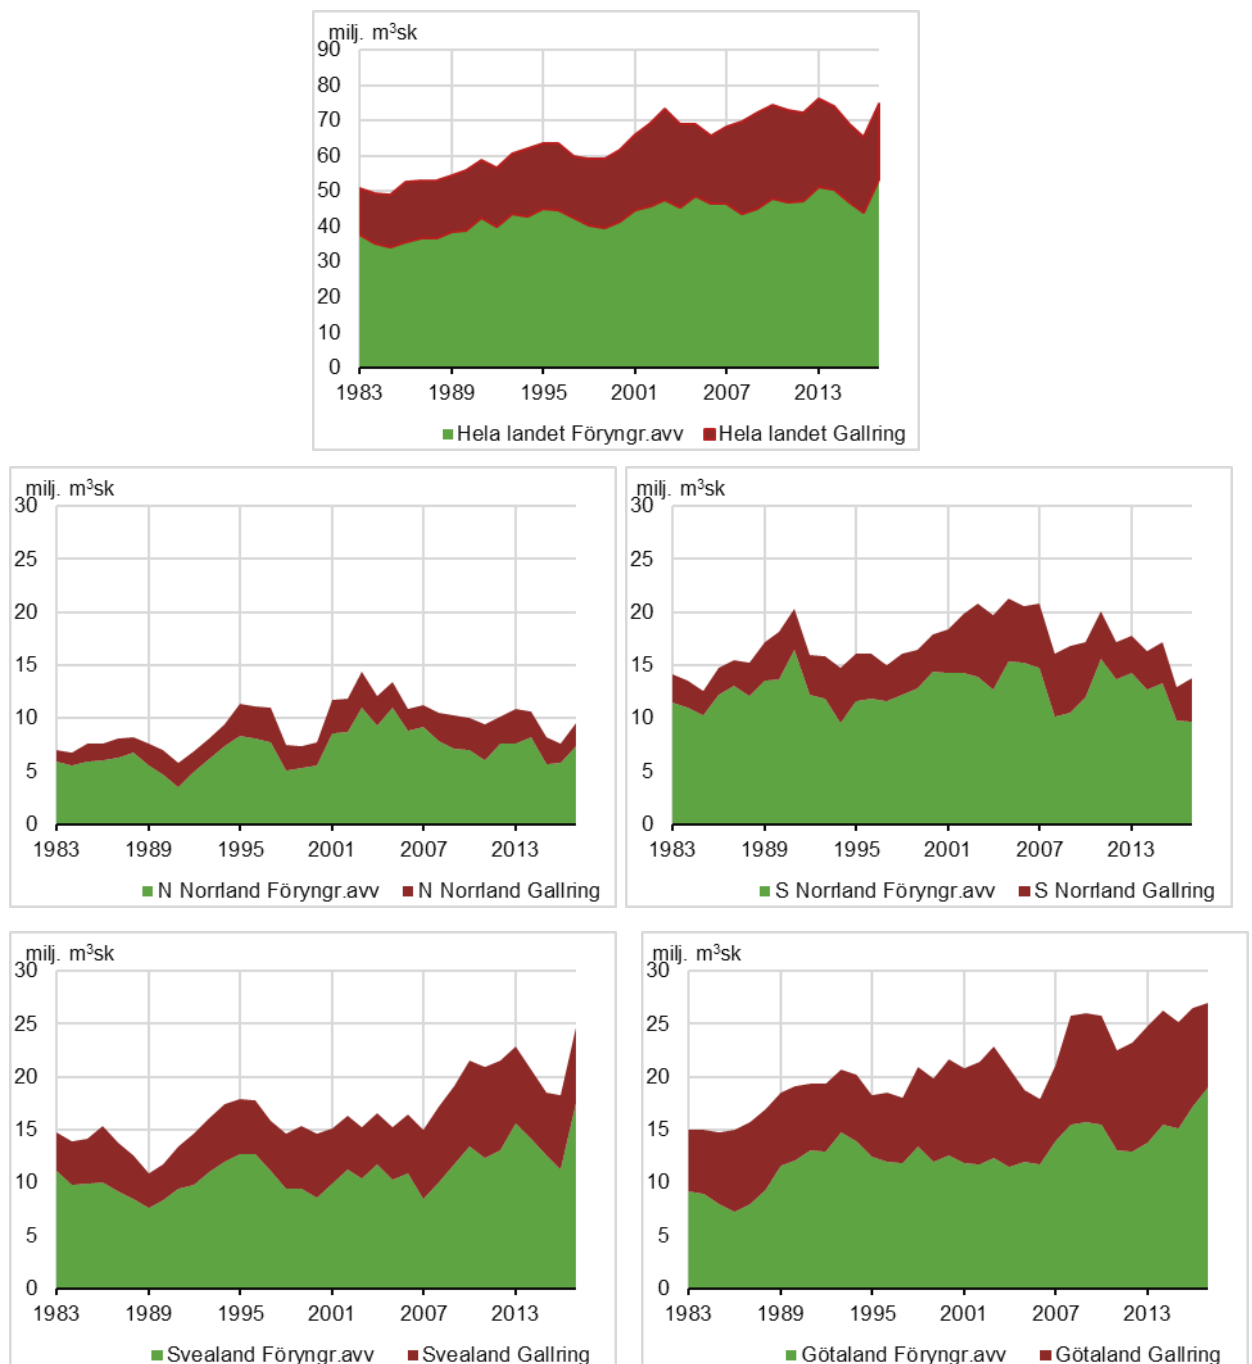 milj. m³sk
90
80
70
60
50
40
30
20
10
0
1983 1989 1995 2001 2007 2013
Hela landet Föryngr.avv Hela landet Gallring
milj. m³sk
30
25
20
15
10
5
0
1983 1989 1995 2001 2007 2013
N Norrland Föryngr.avv N Norrland Gallring
milj. m³sk
30
25
20
15
10
5
0
1983 1989 1995 2001 2007 2013
S Norrland Föryngr.avv S Norrland Gallring
milj. m³sk
30
25
20
15
10
5
0
1983 1989 1995 2001 2007 2013
Svealand Föryngr.avv Svealand Gallring
milj. m³sk
30
25
20
15
10
5
0
1983 1989 1995 2001 2007 2013
Götaland Föryngr.avv Götaland Gallring